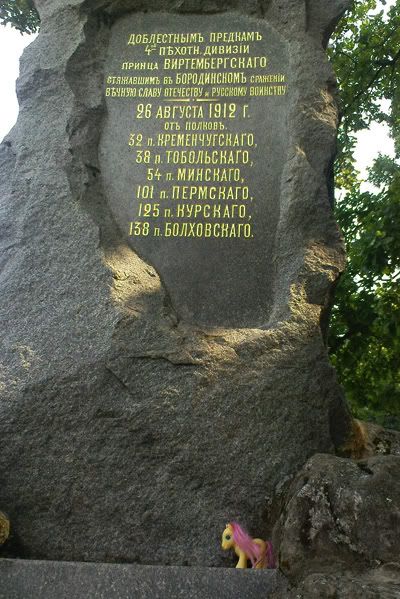 ДОБЛЕСТНЫМЪ ПРЕДКАМЪ
4ой ПѢХОТН. ДИВИЗІИ
ПРИНЦА ВИРТЕМБЕРГСКАГО
СТЯЖАВШИМЪ ВЪ БОРОДИНСКОМЪ СРАЖЕНІИ
ВѢЧНУЮ СЛАВУ ОТЕЧЕСТВУ И РУССКОМУ ВОИНСТВУ
26 АВГУСТА 1912 Г.
ОТЪ ПОЛКОВЪ.
32 П. КРЕМЕНЧУГСКАГО,
38 П. ТОБОЛЬСКАГО,
54 П. МИНСКАГО,
101 П. ПЕРМСКАГО,
125 П. КУРСКАГО,
138 П. БОЛХОВСКАГО.